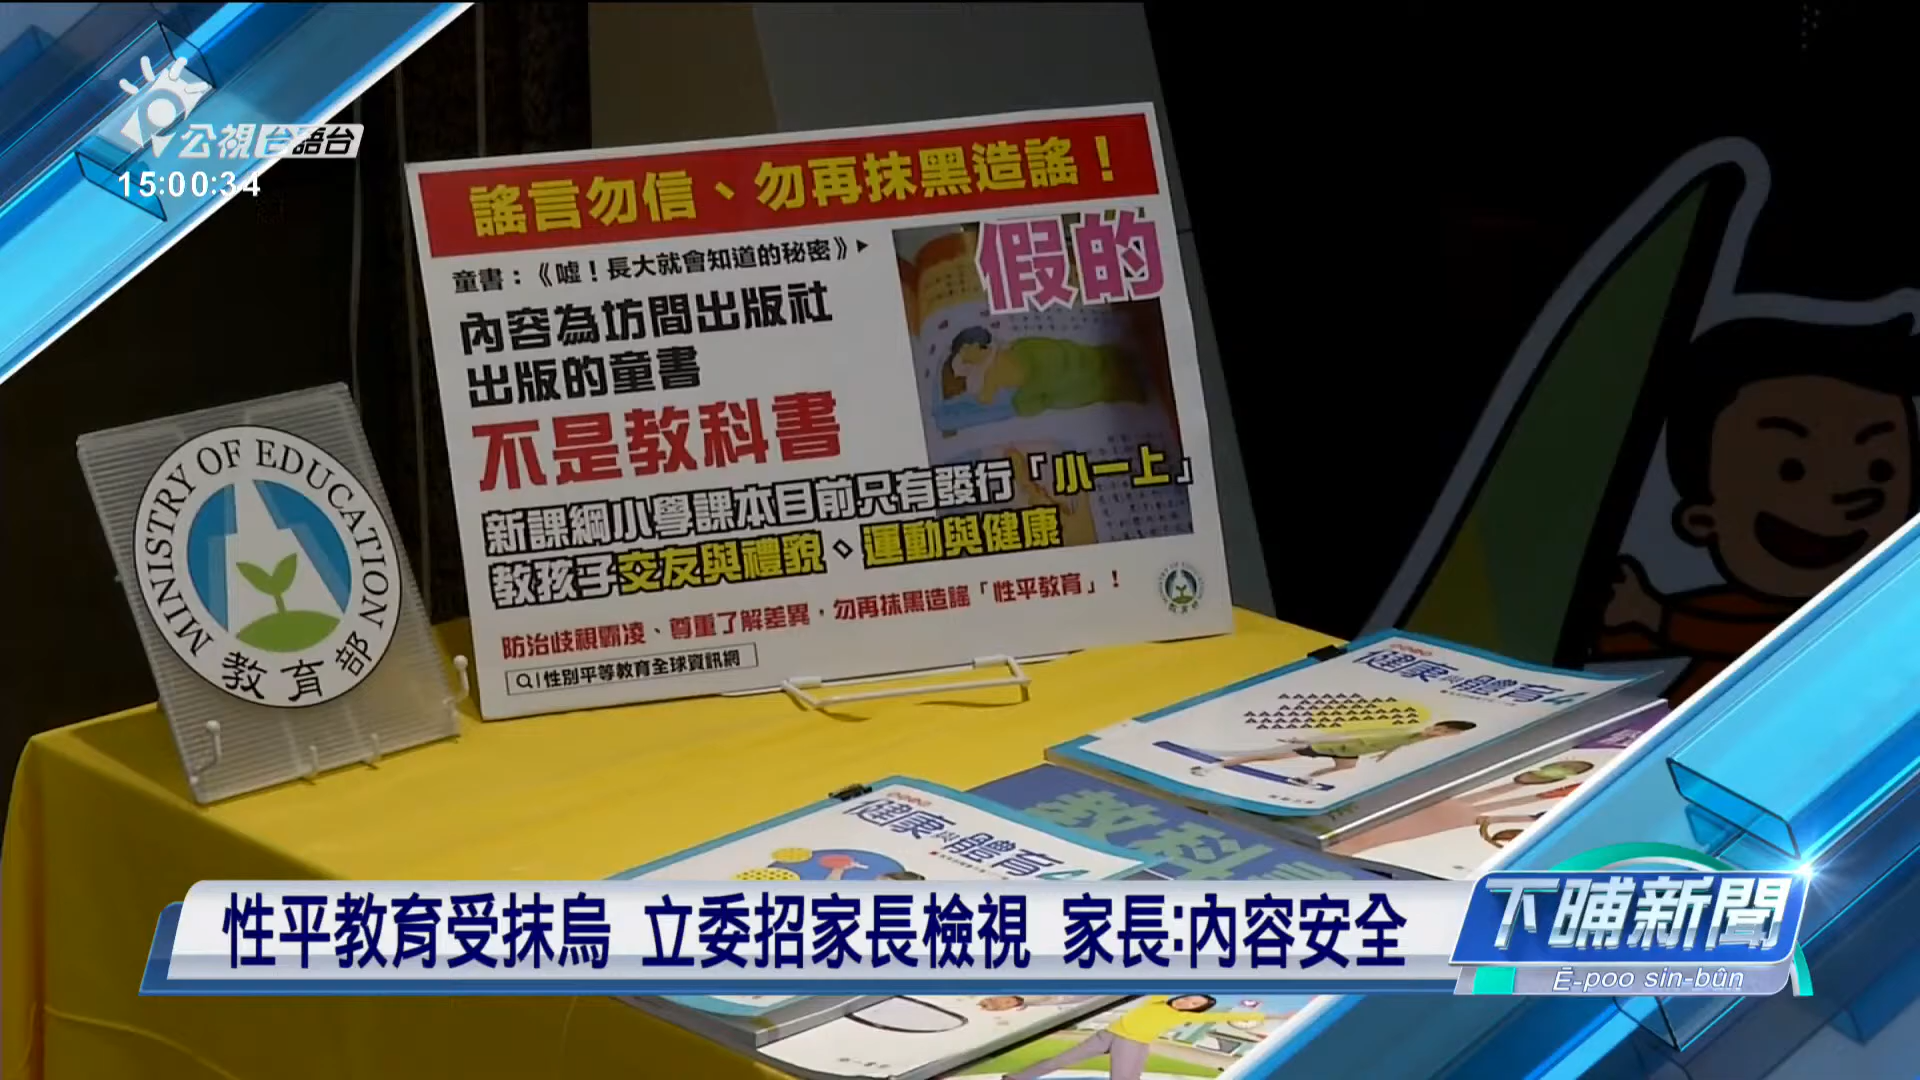 公視台語台
15:00:34
謠言勿信、勿再抹黑造謠！
童書：《噓！長大就會知道的秘密》▶
假的
內容為坊間出版社
出版的童書
不是教科書
新課綱小學課本目前只有發行「小一上」
教孩子交友與禮貌、運動與健康
防治歧視霸凌、尊重了解差異，勿再抹黑造謠「性平教育」！
性別平等教育全球資訊網
MINISTRY OF EDUCATION
教育部
健康與體育
健康與體育
教科
性平教育受抹烏 立委招家長檢視 家長:內容安全
下晡新聞
Ē-poo sin-bûn